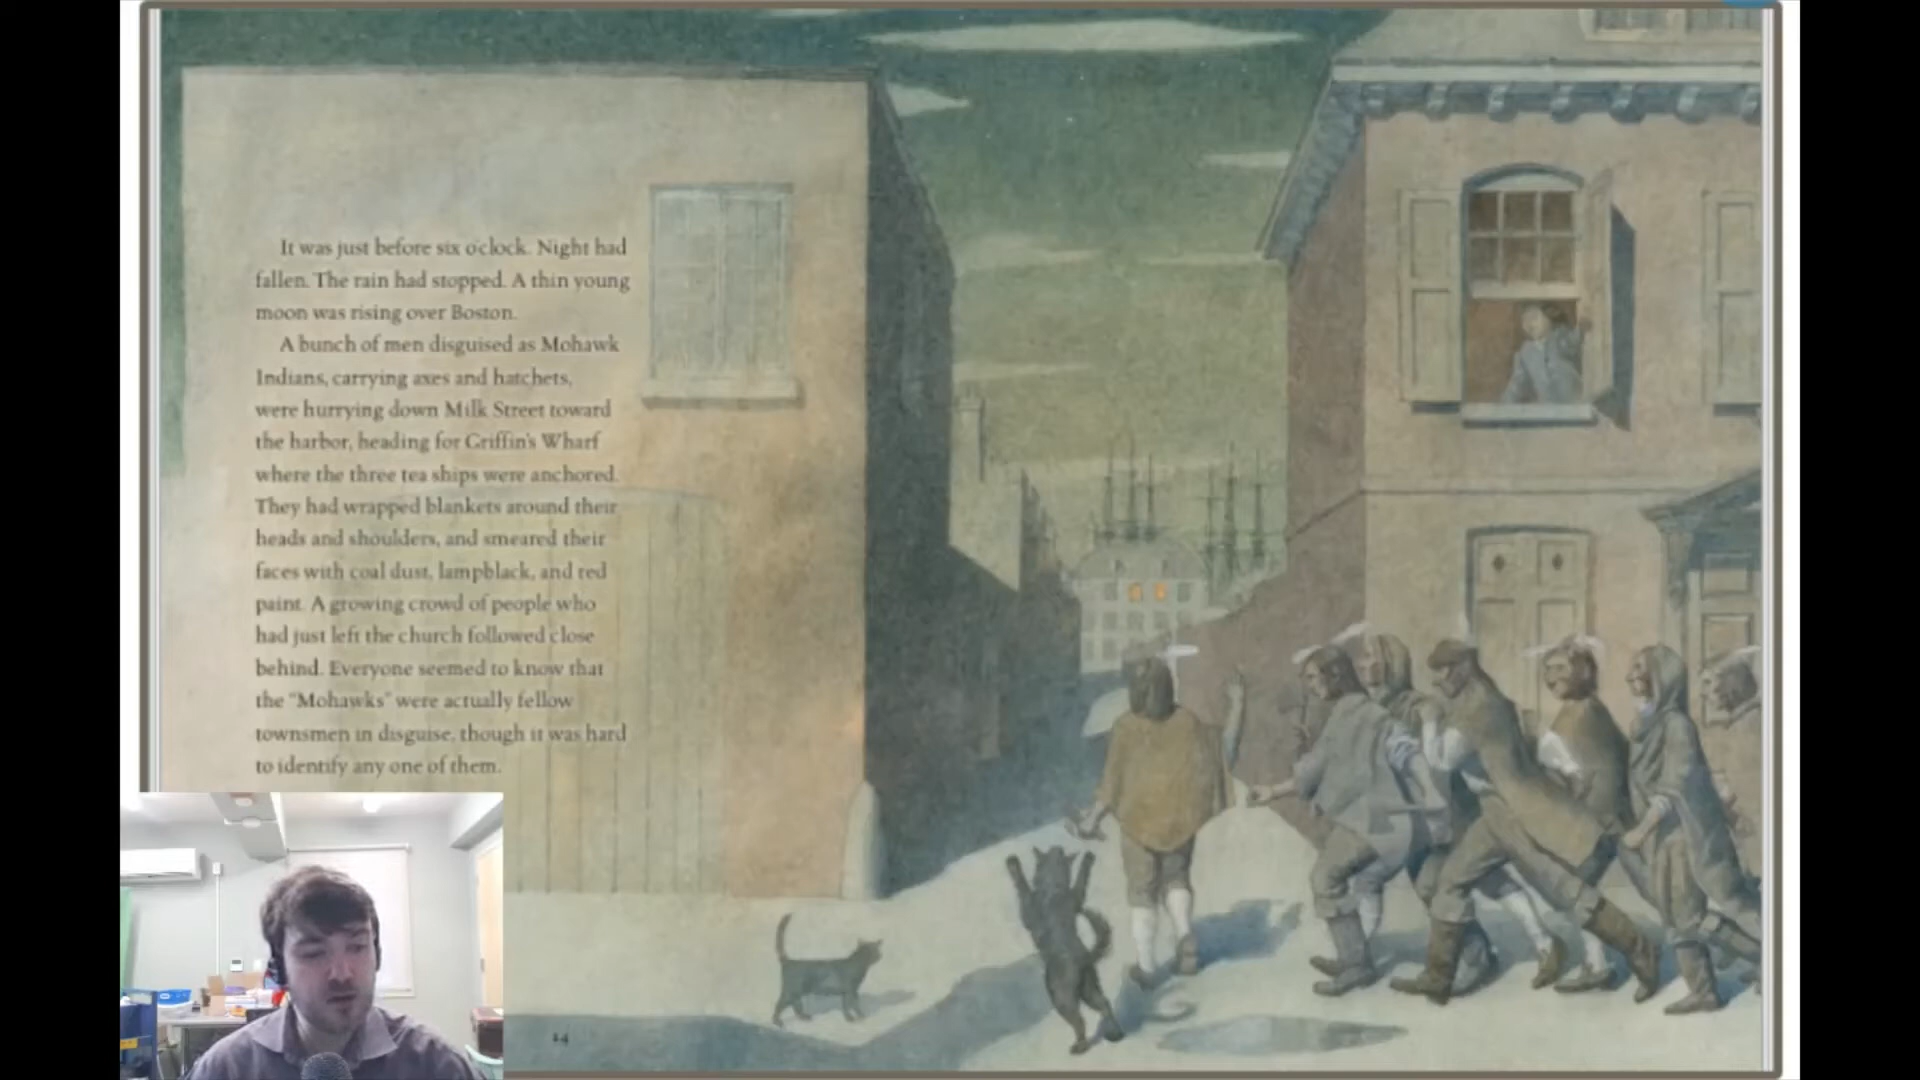 It was just before six o'clock. Night had
fallen. The rain had stopped. A thin young
moon was rising over Boston.
A bunch of men disguised as Mohawk
Indians, carrying axes and hatchets,
were hurrying down Milk Street toward
the harbor, heading for Griffin's Wharf
where the three tea ships were anchored.
They had wrapped blankets around their
heads and shoulders, and smeared their
faces with coal dust, lampblack, and red
paint. A growing crowd of people who
had just left the church followed close
behind. Everyone seemed to know that
the "Mohawks" were actually fellow
townsmen in disguise, though it was hard
to identify any one of them.
14